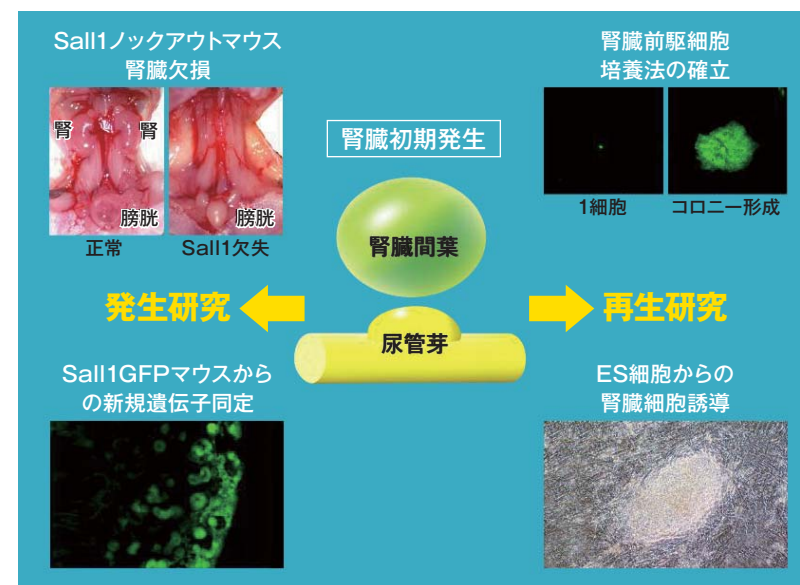 Sall1ノックアウトマウス
腎臓欠損
腎
腎
膀胱
膀胱
正常
Sall1欠失
腎臓初期発生
腎臓間葉
尿管芽
腎臓前駆細胞
培養法の確立
1細胞
コロニー形成
発生研究
再生研究
Sall1GFPマウスから
の新規遺伝子同定
ES細胞からの
腎臓細胞誘導